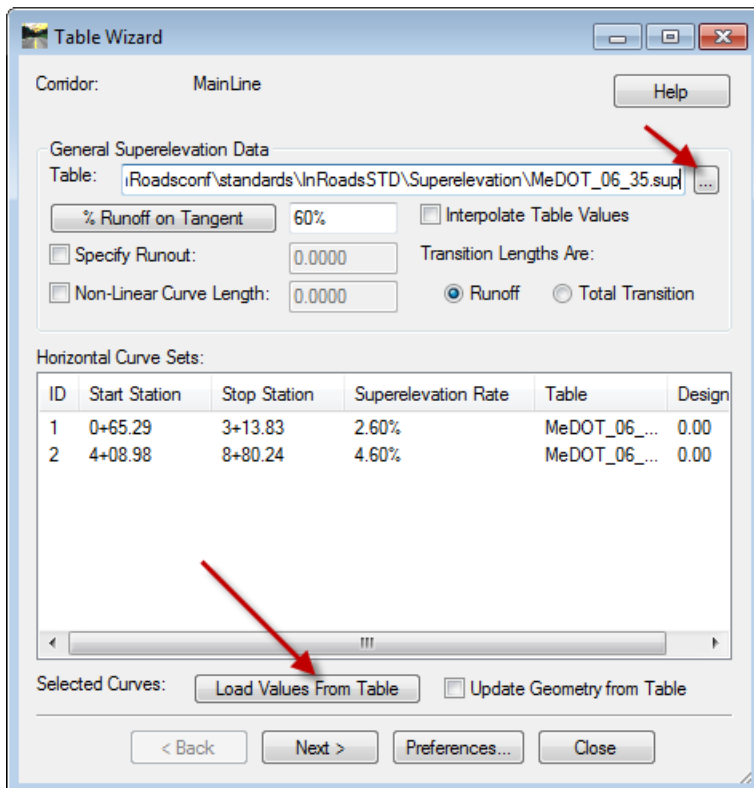 Table Wizard
Corridor: MainLine Help
General Superelevation Data
Table: ıRoadsconf\standards\InRoadsSTD\Superelevation\MeDOT_06_35.sup ...
% Runoff on Tangent 60% Interpolate Table Values
Specify Runout: 0.0000 Transition Lengths Are:
Non-Linear Curve Length: 0.0000 Runoff Total Transition
Horizontal Curve Sets:
ID Start Station Stop Station Superelevation Rate Table Design
1 0+65.29 3+13.83 2.60% MeDOT_06_... 0.00
2 4+08.98 8+80.24 4.60% MeDOT_06_... 0.00
Selected Curves: Load Values From Table Update Geometry from Table
< Back Next > Preferences... Close